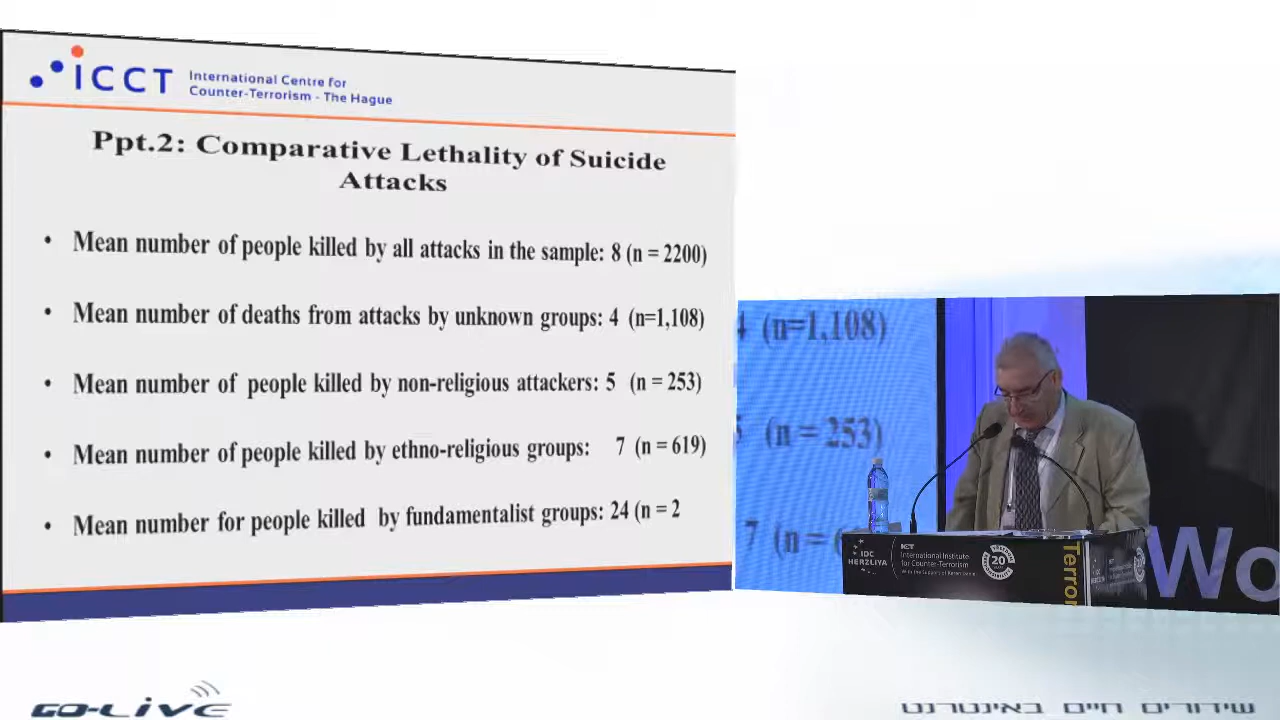 ICCT International Centre for
Counter-Terrorism - The Hague
Ppt.2: Comparative Lethality of Suicide
Attacks
• Mean number of people killed by all attacks in the sample: 8 (n = 2200)
• Mean number of deaths from attacks by unknown groups: 4 (n=1,108)
• Mean number of people killed by non-religious attackers: 5 (n = 253)
• Mean number of people killed by ethno-religious groups: 7 (n = 619)
• Mean number for people killed by fundamentalist groups: 24 (n = 2
4 (n=1,108)
(n = 253)
7 (n =
IDC
HERZLIYA
ICT
International Institute
for Counter-Terrorism
20
Terror
IDC
HERZLIYA
Wo
GO-LIVE
שידורים חיים באינטרנט